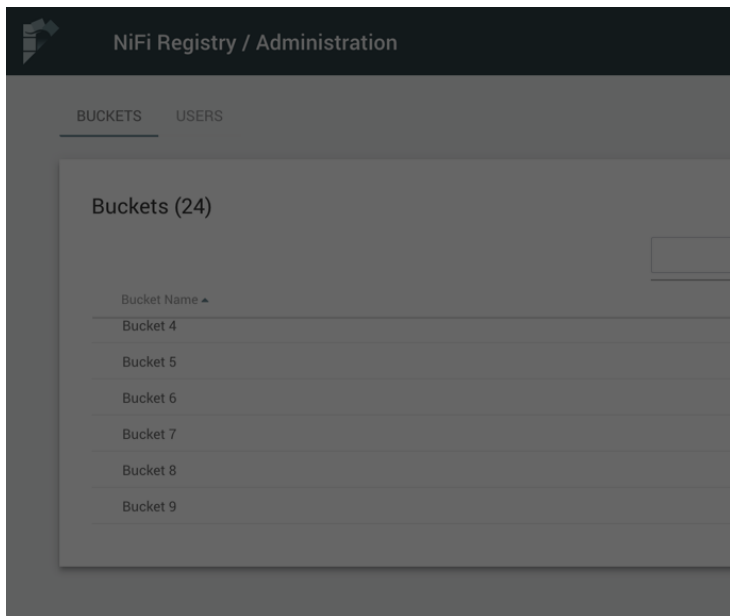 NiFi Registry / Administration
BUCKETS USERS
Buckets (24)
Bucket Name
Bucket 4
Bucket 5
Bucket 6
Bucket 7
Bucket 8
Bucket 9